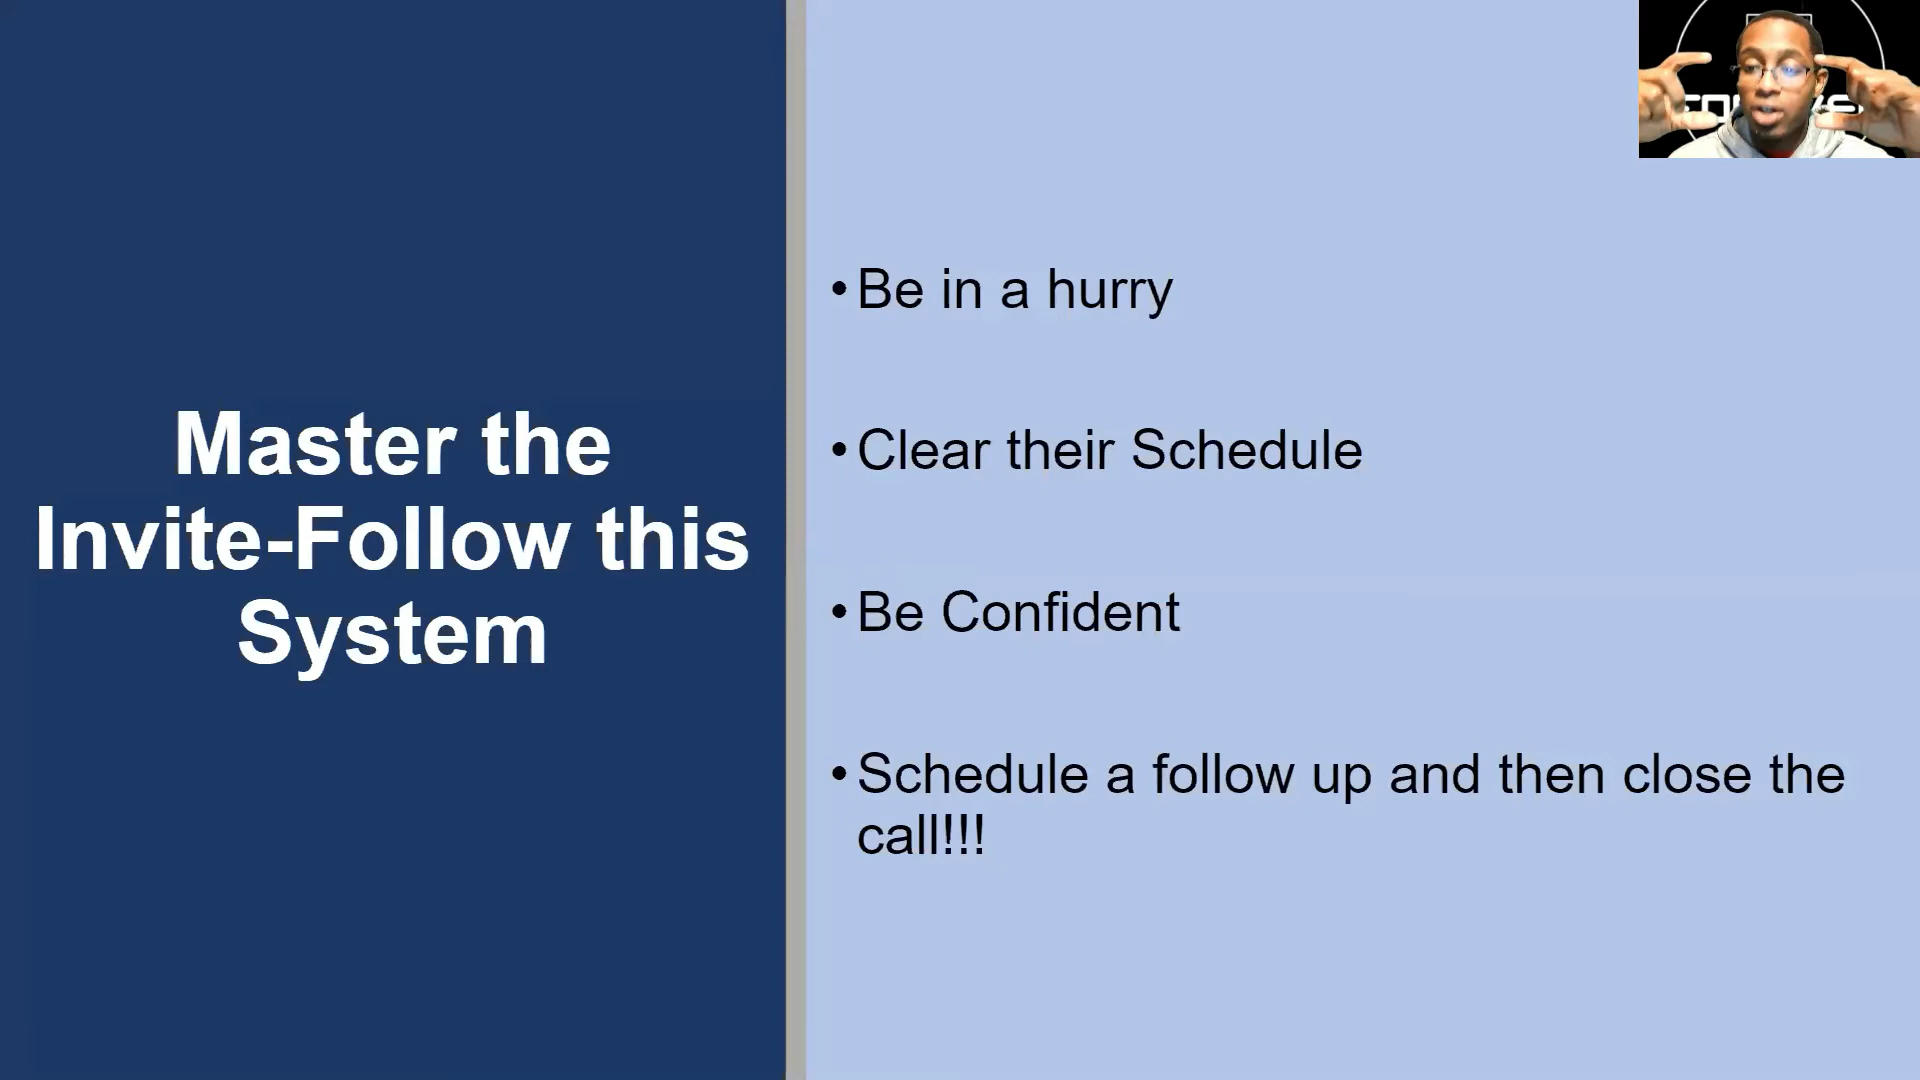 Master the
Invite-Follow this
System
•Be in a hurry
•Clear their Schedule
•Be Confident
•Schedule a follow up and then close the
call!!!